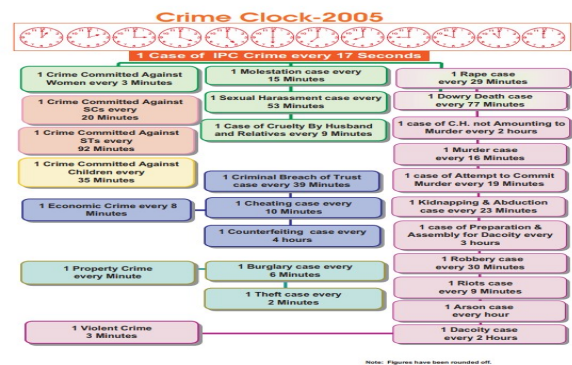 Crime Clock-2005
1 Case of IPC Crime every 17 Seconds
1 Crime Committed Against
Women every 3 Minutes
1 Crime Committed Against
SCs every
20 Minutes
1 Crime Committed Against
STs every
92 Minutes
1 Crime Committed Against
Children every
35 Minutes
1 Economic Crime every 8
Minutes
1 Property Crime
every Minute
1 Violent Crime
3 Minutes
1 Molestation case every
15 Minutes
1 Sexual Harassment case every
53 Minutes
1 Case of Cruelty By Husband
and Relatives every 9 Minutes
1 Criminal Breach of Trust
case every 39 Minutes
1 Cheating case every
10 Minutes
1 Counterfeiting case every
4 hours
1 Burglary case every
6 Minutes
1 Theft case every
2 Minutes
1 Rape case
every 29 Minutes
1 Dowry Death case
every 77 Minutes
1 case of C.H. not Amounting to
Murder every 2 hours
1 Murder case
every 16 Minutes
1 case of Attempt to Commit
Murder every 19 Minutes
1 Kidnapping & Abduction
case every 23 Minutes
1 case of Preparation &
Assembly for Dacoity every
3 hours
1 Robbery case
every 30 Minutes
1 Riots case
every 9 Minutes
1 Arson case
every hour
1 Dacoity case
every 2 Hours
Note: Figures have been rounded off.